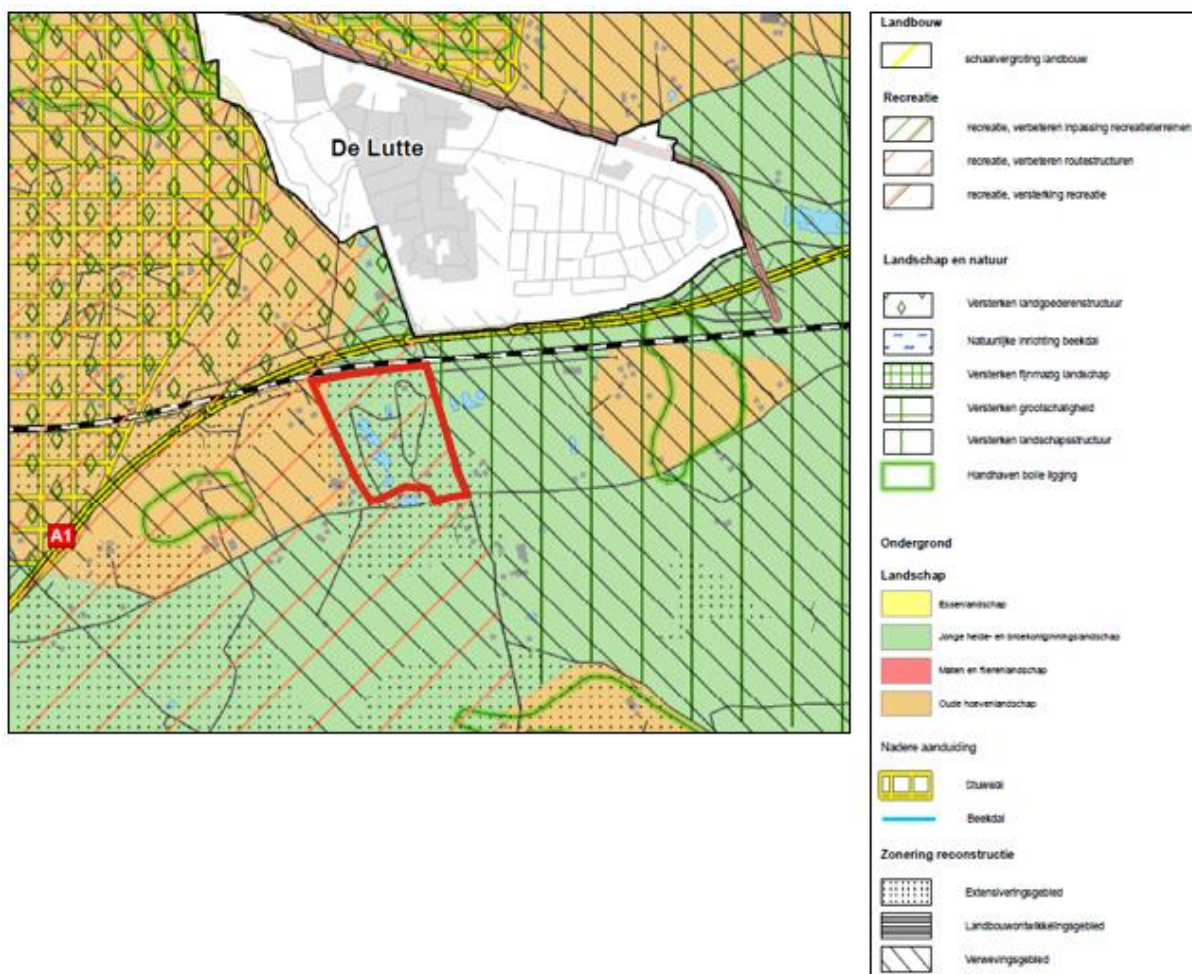 De Lutte
A1
Landbouw
schaalvergroting landbouw
Recreatie
recreatie, verbeteren inpassing recreatieterreinen
recreatie, verbeteren routestructuren
recreatie, versterking recreatie
Landschap en natuur
Versterken landgoederenstructuur
Natuurlijke inrichting beekdal
Versterken fijnmazig landschap
Versterken grootschaligheid
Versterken landschapsstructuur
Handhaven bolle ligging
Ondergrond
Landschap
Essenlandschap
Jonge heide- en broekontginningslandschap
Maten en flierenlandschap
Oude hoevenlandschap
Nadere aanduiding
Stuwwal
Beekdal
Zonering reconstructie
Extensiveringsgebied
Landbouwontwikkelingsgebied
Verwevingsgebied